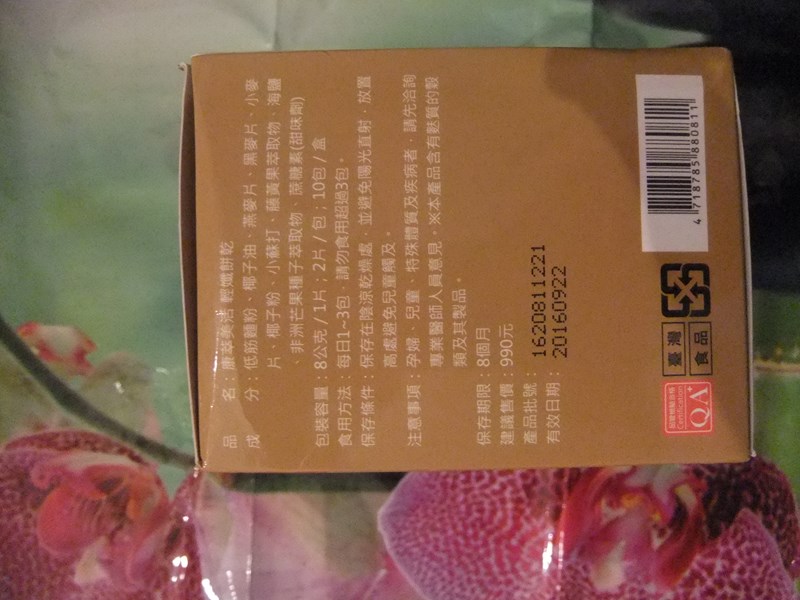 品 名：康萃美活 輕孅餅乾
成 分：低筋麵粉、椰子油、燕麥片、黑麥片、小麥
片、椰子粉、小蘇打、藤黃果萃取物、海鹽
、非洲芒果種子萃取物、蔗糖素(甜味劑)
包裝容量：8公克/1片；2片/包；10包/盒
食用方法：每日1~3包，請勿食用超過3包。
保存條件：保存在陰涼乾燥處，並避免陽光直射，放置
高處避免兒童觸及。
注意事項：孕婦、兒童、特殊體質及疾病者，請先洽詢
專業醫師人員意見。※本產品含有麩質的穀
類及其製品。
保存期限：8個月
建議售價：990元
產品批號：1620811221
有效日期：20160922
臺灣
食品
QA+
Certification
4 718785 880811